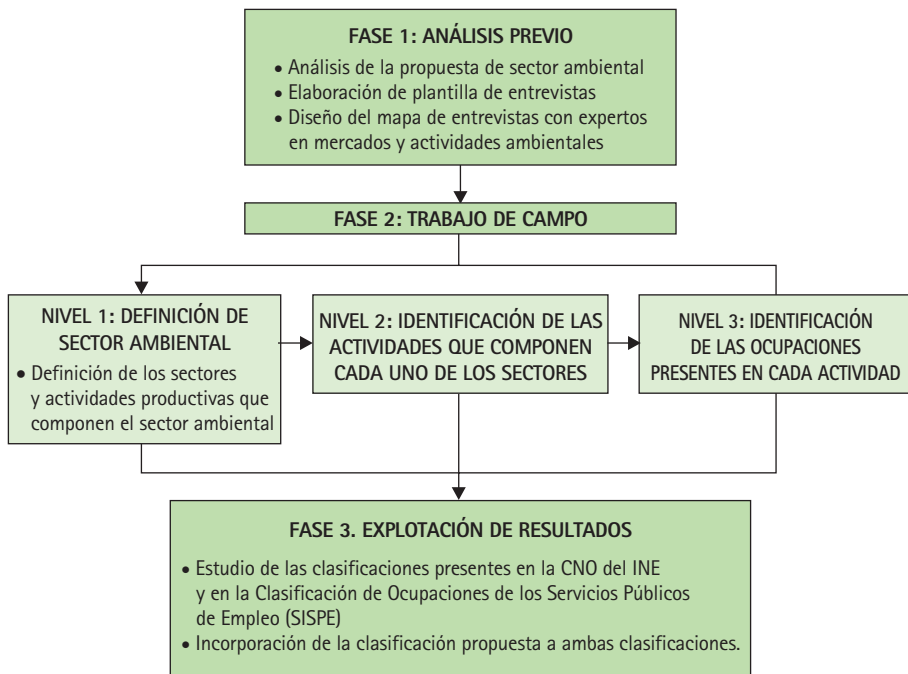 FASE 1: ANÁLISIS PREVIO
• Análisis de la propuesta de sector ambiental
• Elaboración de plantilla de entrevistas
• Diseño del mapa de entrevistas con expertos
en mercados y actividades ambientales
FASE 2: TRABAJO DE CAMPO
NIVEL 1: DEFINICIÓN DE
SECTOR AMBIENTAL
• Definición de los sectores
y actividades productivas que
componen el sector ambiental
NIVEL 2: IDENTIFICACIÓN DE LAS
ACTIVIDADES QUE COMPONEN
CADA UNO DE LOS SECTORES
NIVEL 3: IDENTIFICACIÓN
DE LAS OCUPACIONES
PRESENTES EN CADA ACTIVIDAD
FASE 3. EXPLOTACIÓN DE RESULTADOS
• Estudio de las clasificaciones presentes en la CNO del INE
y en la Clasificación de Ocupaciones de los Servicios Públicos
de Empleo (SISPE)
• Incorporación de la clasificación propuesta a ambas clasificaciones.